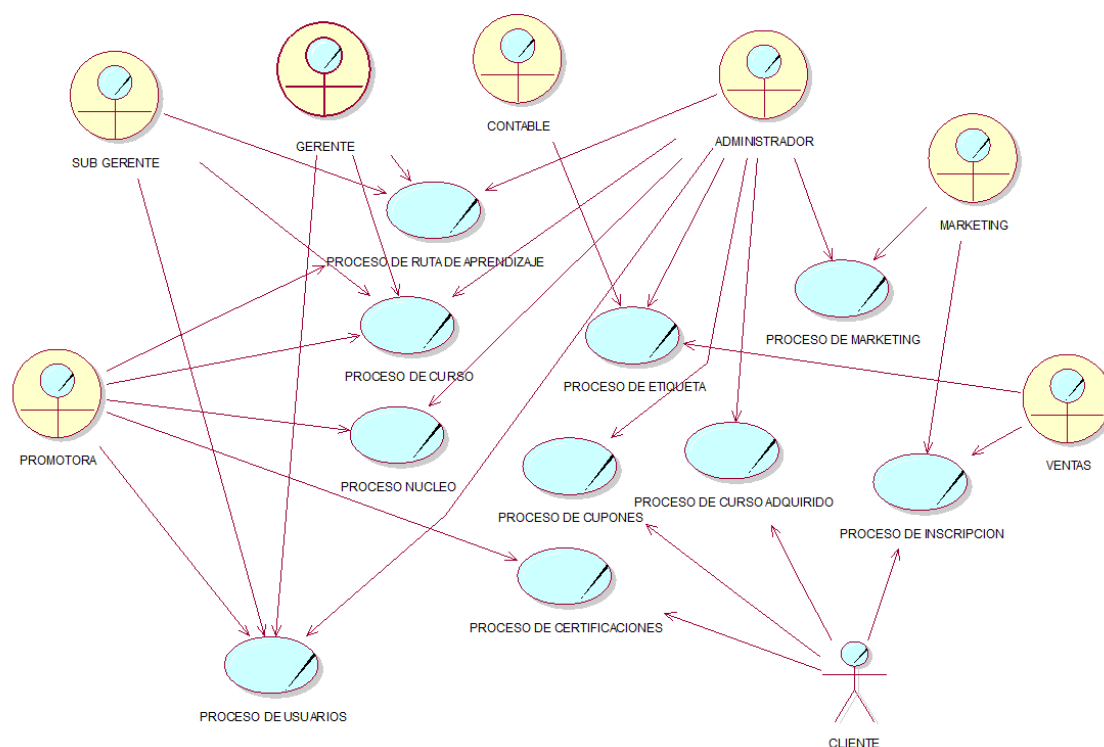 CONTABLE
ADMINISTRADOR
GERENTE
SUB GERENTE
MARKETING
PROCESO DE RUTA DE APRENDIZAJE
PROCESO DE MARKETING
PROCESO DE CURSO
PROCESO DE ETIQUETA
PROMOTORA
VENTAS
PROCESO NUCLEO
PROCESO DE CURSO ADQUIRIDO
PROCESO DE CUPONES
PROCESO DE INSCRIPCION
PROCESO DE CERTIFICACIONES
PROCESO DE USUARIOS
CLIENTE